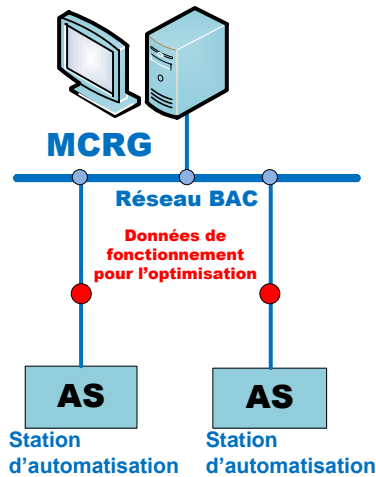 MCRG
Réseau BAC
Données de
fonctionnement
pour l'optimisation
AS
AS
Station
d'automatisation
Station
d'automatisation